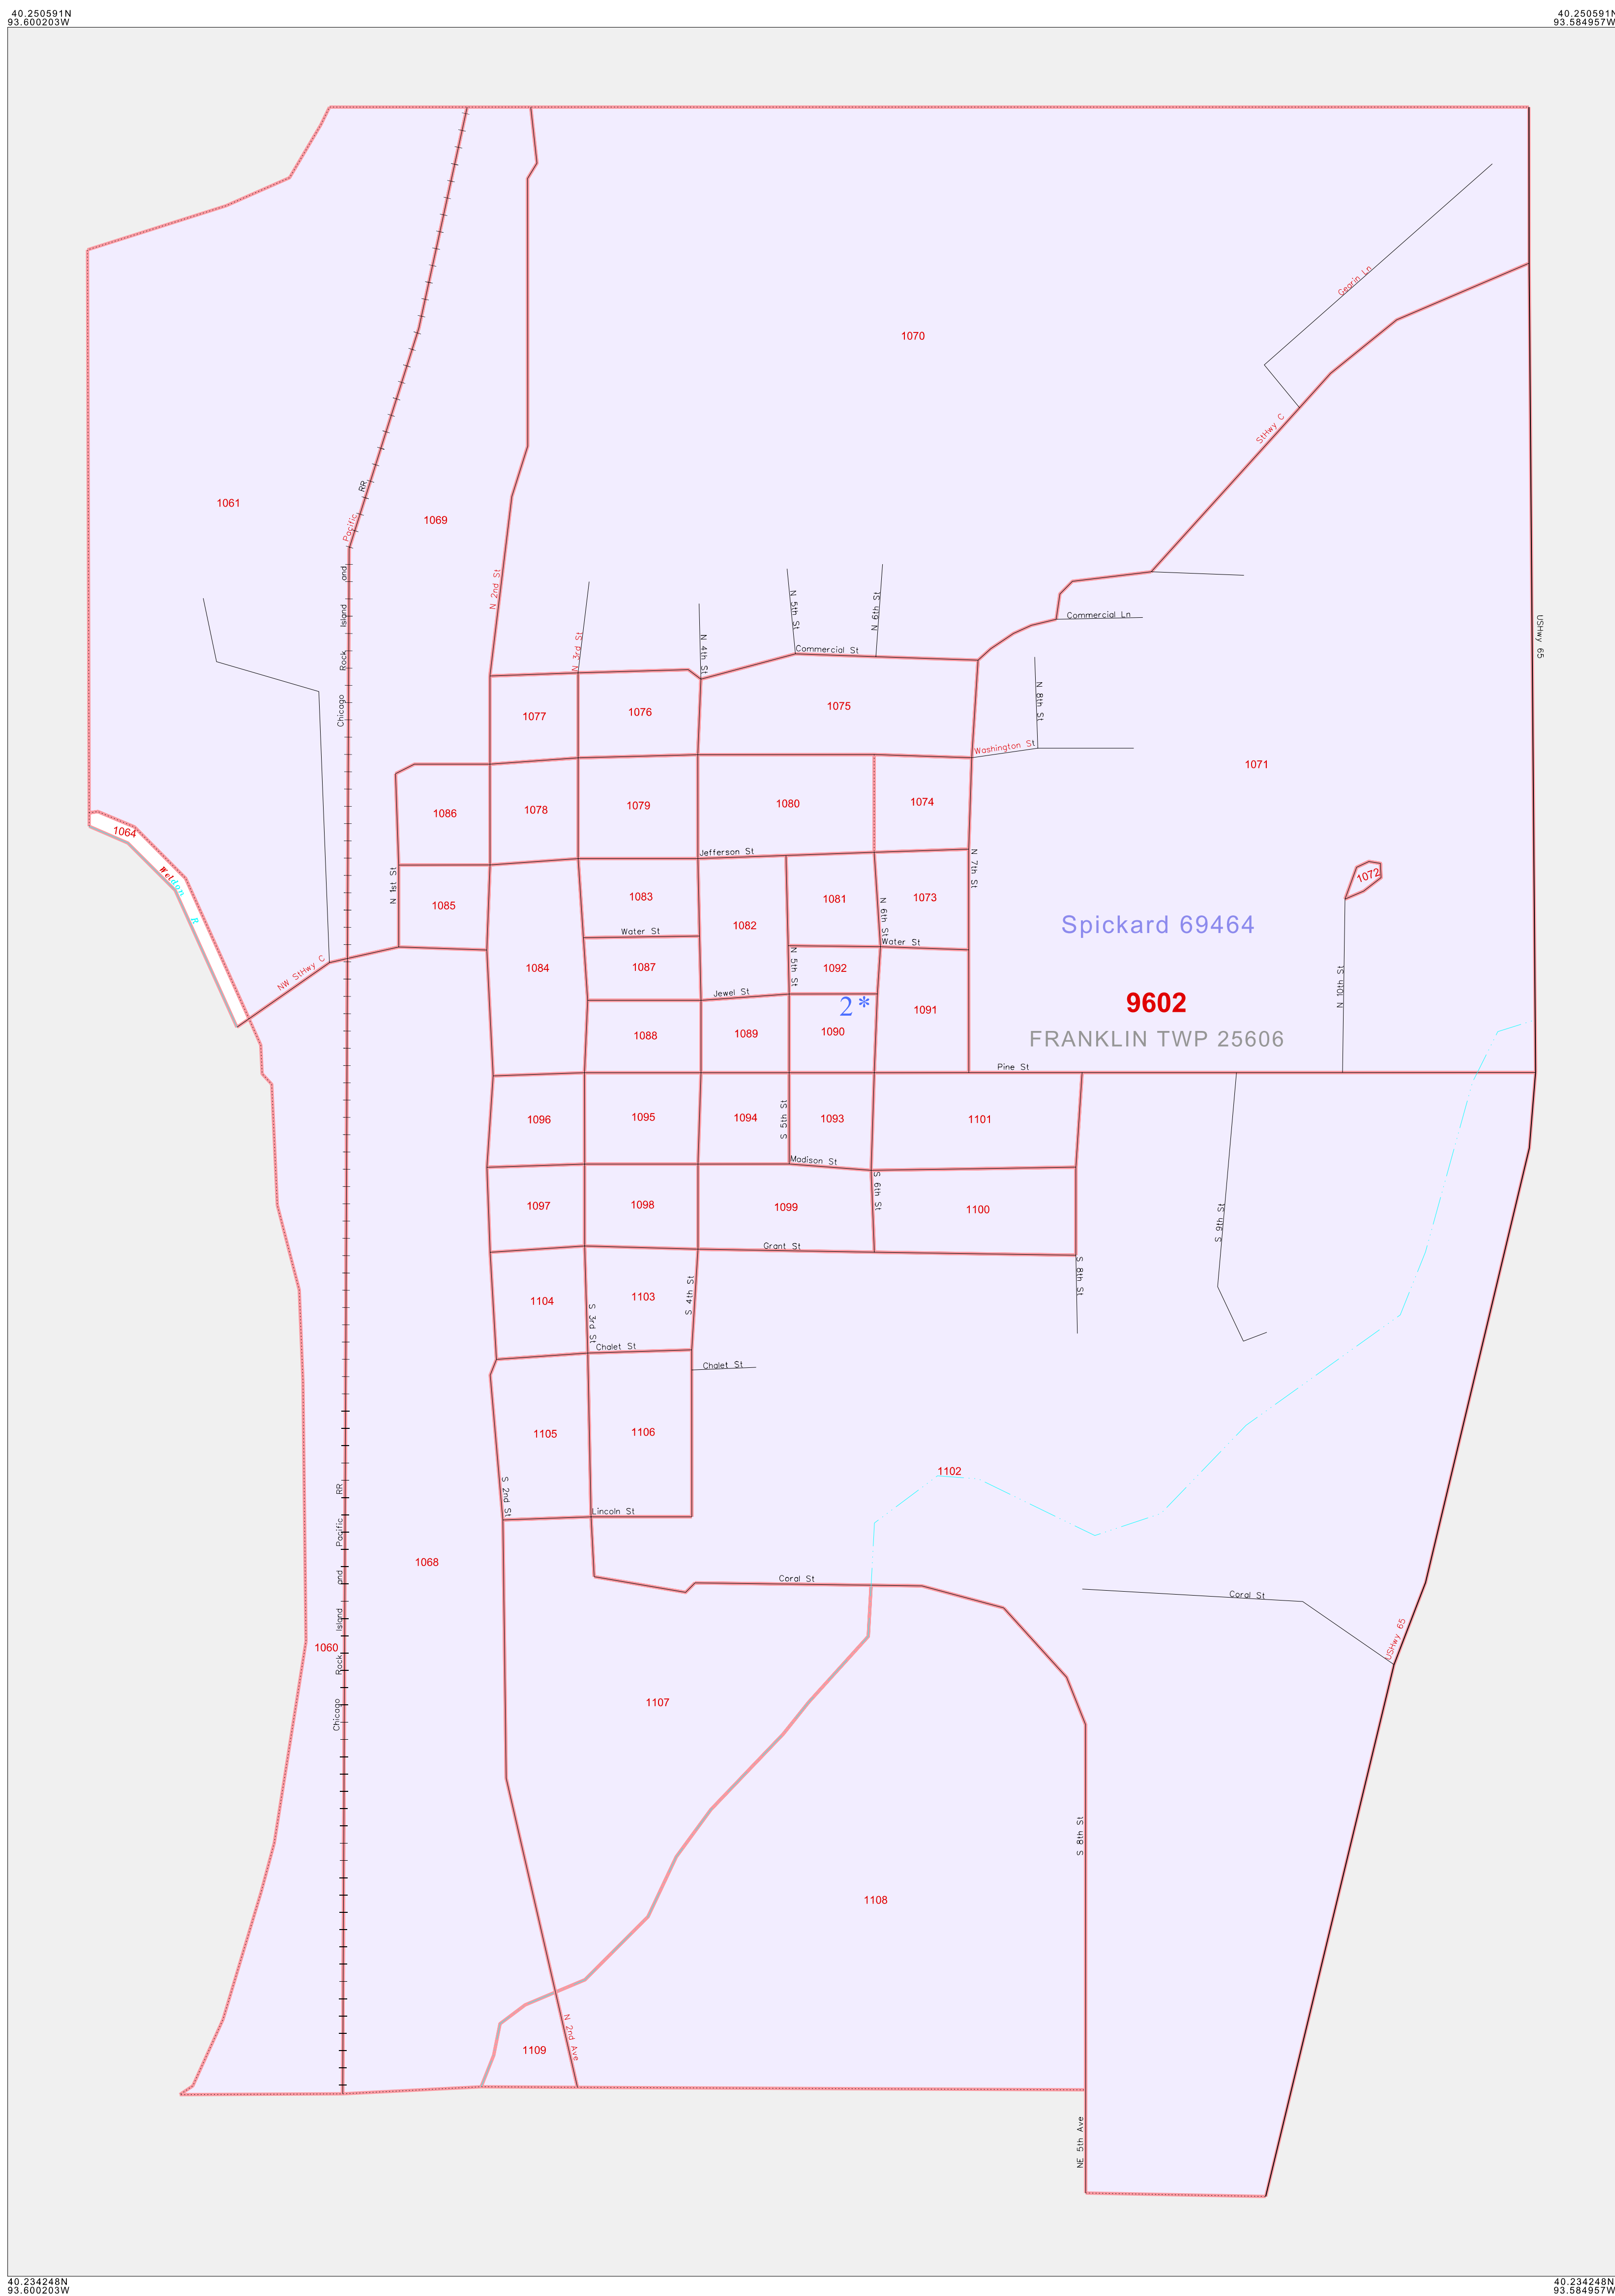 40.250591N
93.600203W
40.250591N
93.584957W
1070
Gearin Ln
StHwy C
RR
1061
1069
Pacific
and
N 2nd St
Island
N 3rd St
N 4th St
N 5th St
N 6th St
Commercial Ln
USHwy 65
Commercial St
Rock
Chicago
1077
1076
1075
N 8th St
Washington St
1071
1086
1078
1079
1080
1074
1064
Jefferson St
N 1st St
N 7th St
1072
Weldon R
1085
1083
1082
1081
N 6th St
1073
Spickard 69464
Water St
Water St
NW StHwy C
1084
1087
N 5th St
1092
N 10th St
Jewel St
2*
9602
1088
1089
1090
1091
FRANKLIN TWP 25606
Pine St
1096
1095
1094
S 5th St
1093
1101
Madison St
1097
1098
1099
S 6th St
1100
S 9th St
Grant St
S 8th St
1104
1103
S 4th St
S 3rd St
Chalet St
Chalet St
1105
1106
1102
S 2nd St
RR
Lincoln St
Pacific
1068
and
Coral St
Coral St
Island
1060
Rock
USHwy 65
Chicago
1107
S 8th St
1108
N 2nd Ave
1109
NE 5th Ave
40.234248N
93.600203W
40.234248N
93.584957W